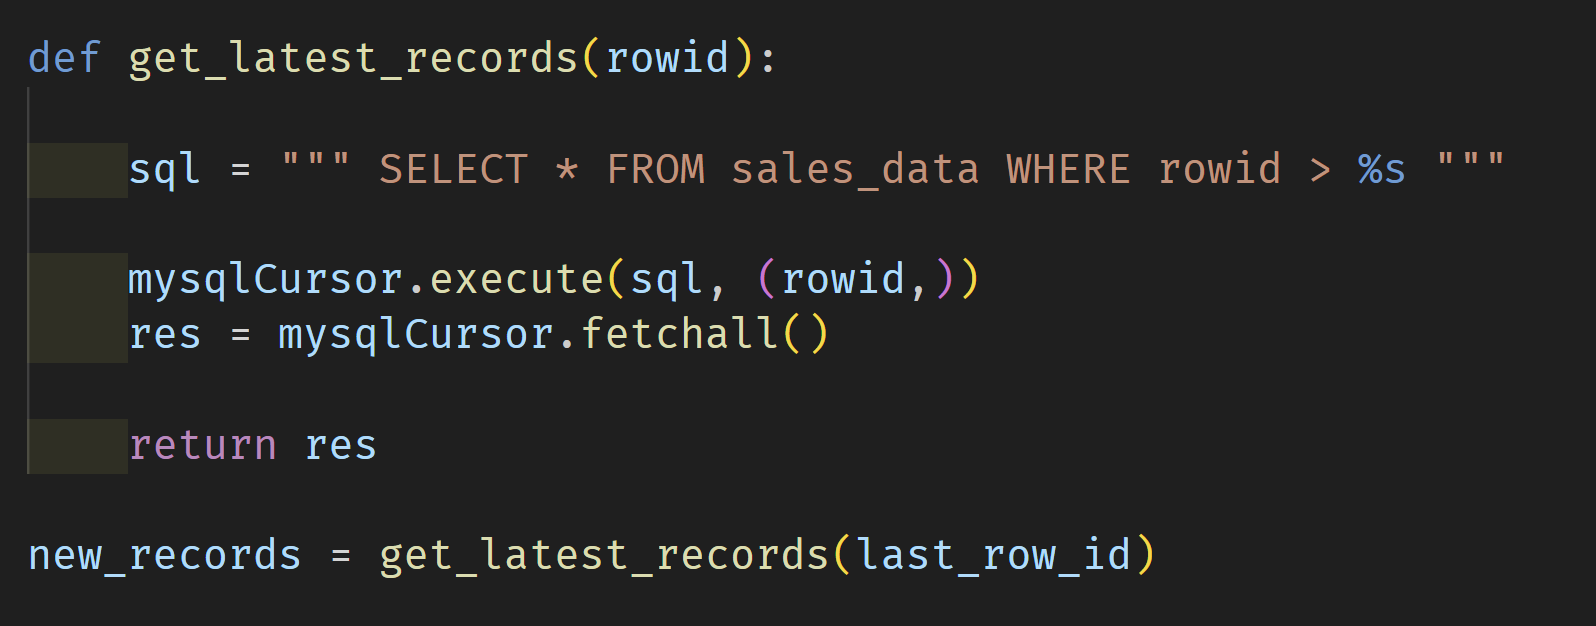 def get_latest_records(rowid):
    sql = """ SELECT * FROM sales_data WHERE rowid > %s """
    mysqlCursor.execute(sql, (rowid,))
    res = mysqlCursor.fetchall()
    return res
new_records = get_latest_records(last_row_id)